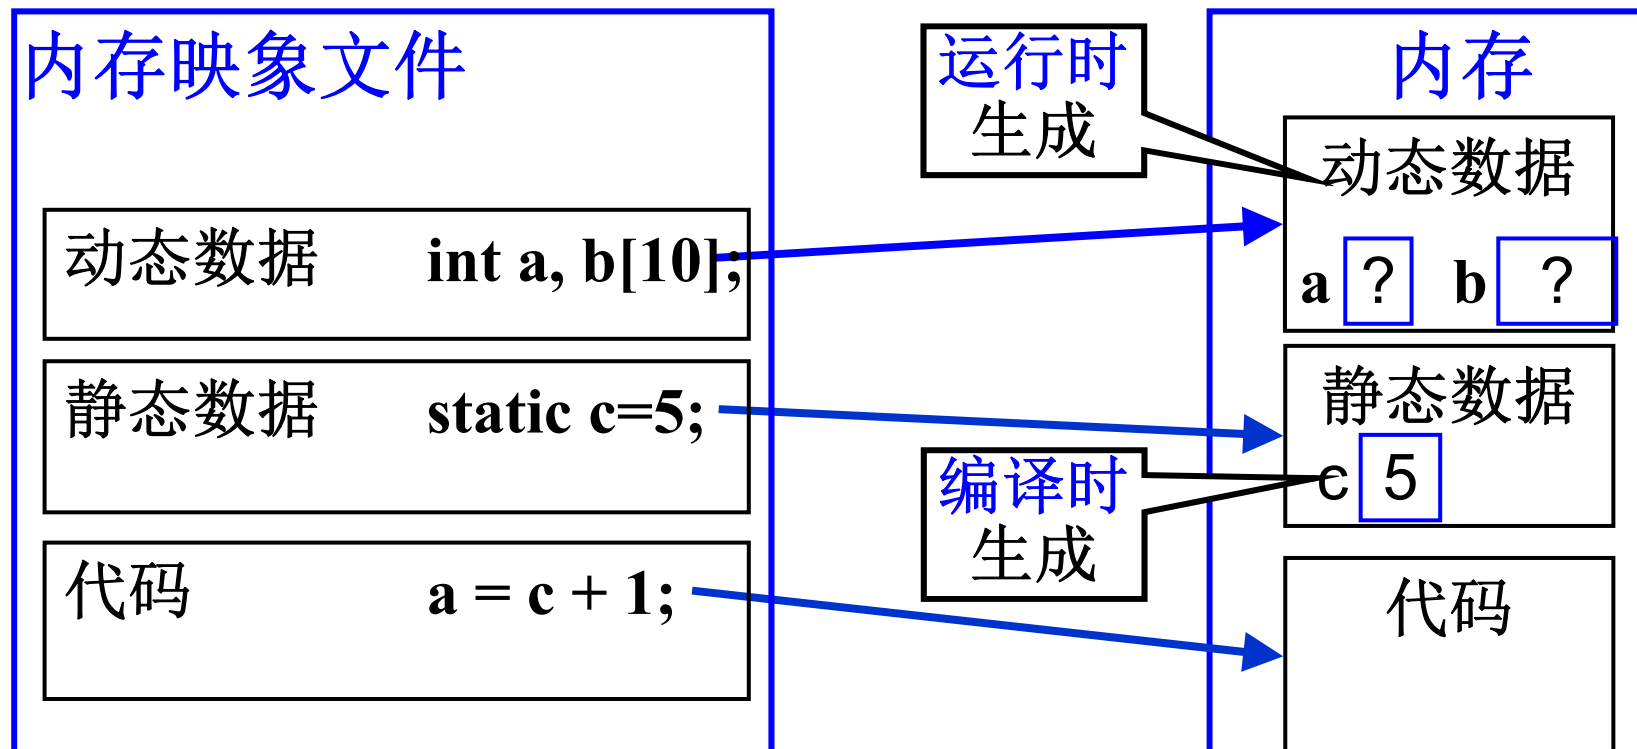 内存映象文件
动态数据 int a, b[10];
静态数据 static c=5;
代码 a = c + 1;
运行时
生成
编译时
生成
内存
动态数据
a ? b ?
静态数据
c 5
代码